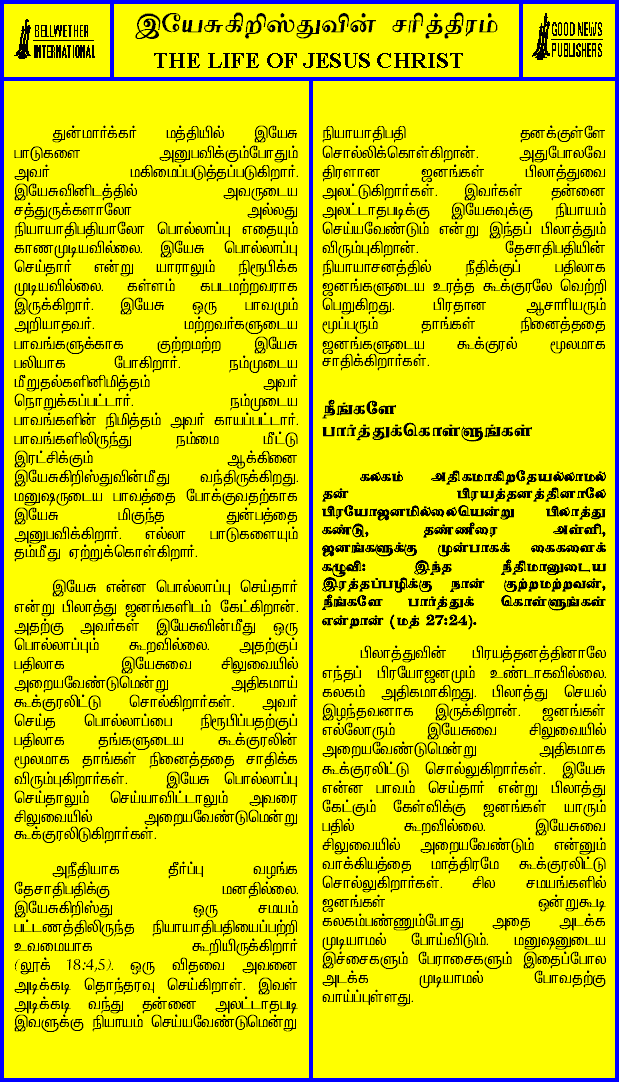 BELLWETHER
INTERNATIONAL
இயேசுகிறிஸ்துவின் சரித்திரம்
THE LIFE OF JESUS CHRIST
GOOD NEWS
PUBLISHERS
துன்மார்க்கர் மத்தியில் இயேசு
பாடுகளை அனுபவிக்கும்போதும்
அவர் மகிமைப்படுத்தப்படுகிறார்.
இயேசுவினிடத்தில் அவருடைய
சத்துருக்களாலோ அல்லது
நியாயாதிபதியாலோ பொல்லாப்பு எதையும்
காணமுடியவில்லை. இயேசு பொல்லாப்பு
செய்தார் என்று யாராலும் நிரூபிக்க
முடியவில்லை. கள்ளம் கபடமற்றவராக
இருக்கிறார். இயேசு ஒரு பாவமும்
அறியாதவர். மற்றவர்களுடைய
பாவங்களுக்காக குற்றமற்ற இயேசு
பலியாக போகிறார். நம்முடைய
மீறுதல்களினிமித்தம் அவர்
நொறுக்கப்பட்டார். நம்முடைய
பாவங்களின் நிமித்தம் அவர் காயப்பட்டார்.
பாவங்களிலிருந்து நம்மை மீட்டு
இரட்சிக்கும் ஆக்கினை
இயேசுகிறிஸ்துவின்மீது வந்திருக்கிறது.
மனுஷருடைய பாவத்தை போக்குவதற்காக
இயேசு மிகுந்த துன்பத்தை
அனுபவிக்கிறார். எல்லா பாடுகளையும்
தம்மீது ஏற்றுக்கொள்கிறார்.
இயேசு என்ன பொல்லாப்பு செய்தார்
என்று பிலாத்து ஜனங்களிடம் கேட்கிறான்.
அதற்கு அவர்கள் இயேசுவின்மீது ஒரு
பொல்லாப்பும் கூறவில்லை. அதற்குப்
பதிலாக இயேசுவை சிலுவையில்
அறையவேண்டுமென்று அதிகமாய்
கூக்குரலிட்டு சொல்கிறார்கள். அவர்
செய்த பொல்லாப்பை நிரூபிப்பதற்குப்
பதிலாக தங்களுடைய கூக்குரலின்
மூலமாக தாங்கள் நினைத்ததை சாதிக்க
விரும்புகிறார்கள். இயேசு பொல்லாப்பு
செய்தாலும் செய்யாவிட்டாலும் அவரை
சிலுவையில் அறையவேண்டுமென்று
கூக்குரலிடுகிறார்கள்.
அநீதியாக தீர்ப்பு வழங்க
தேசாதிபதிக்கு மனதில்லை.
இயேசுகிறிஸ்து ஒரு சமயம்
பட்டணத்திலிருந்த நியாயாதிபதியைப்பற்றி
உவமையாக கூறியிருக்கிறார்
(லூக் 18:4,5). ஒரு விதவை அவனை
அடிக்கடி தொந்தரவு செய்கிறாள். இவள்
அடிக்கடி வந்து தன்னை அலட்டாதபடி
இவளுக்கு நியாயம் செய்யவேண்டுமென்று
நியாயாதிபதி தனக்குள்ளே
சொல்லிக்கொள்கிறான். அதுபோலவே
திரளான ஜனங்கள் பிலாத்துவை
அலட்டுகிறார்கள். இவர்கள் தன்னை
அலட்டாதபடிக்கு இயேசுவுக்கு நியாயம்
செய்யவேண்டும் என்று இந்தப் பிலாத்தும்
விரும்புகிறான். தேசாதிபதியின்
நியாயாசனத்தில் நீதிக்குப் பதிலாக
ஜனங்களுடைய உரத்த கூக்குரலே வெற்றி
பெறுகிறது. பிரதான ஆசாரியரும்
மூப்பரும் தாங்கள் நினைத்ததை
ஜனங்களுடைய கூக்குரல் மூலமாக
சாதிக்கிறார்கள்.
நீங்களே
பார்த்துக்கொள்ளுங்கள்
கலகம் அதிகமாகிறதேயல்லாமல்
தன் பிரயத்தனத்தினாலே
பிரயோஜனமில்லையென்று பிலாத்து
கண்டு, தண்ணீரை அள்ளி,
ஜனங்களுக்கு முன்பாகக் கைகளைக்
கழுவி: இந்த நீதிமானுடைய
இரத்தப்பழிக்கு நான் குற்றமற்றவன்,
நீங்களே பார்த்துக் கொள்ளுங்கள்
என்றான் (மத் 27:24).
பிலாத்துவின் பிரயத்தனத்தினாலே
எந்தப் பிரயோஜனமும் உண்டாகவில்லை.
கலகம் அதிகமாகிறது. பிலாத்து செயல்
இழந்தவனாக இருக்கிறான். ஜனங்கள்
எல்லோரும் இயேசுவை சிலுவையில்
அறையவேண்டுமென்று அதிகமாக
கூக்குரலிட்டு சொல்லுகிறார்கள். இயேசு
என்ன பாவம் செய்தார் என்று பிலாத்து
கேட்கும் கேள்விக்கு ஜனங்கள் யாரும்
பதில் கூறவில்லை. இயேசுவை
சிலுவையில் அறையவேண்டும் என்னும்
வாக்கியத்தை மாத்திரமே கூக்குரலிட்டு
சொல்லுகிறார்கள். சில சமயங்களில்
ஜனங்கள் ஒன்றுகூடி
கலகம்பண்ணும்போது அதை அடக்க
முடியாமல் போய்விடும். மனுஷனுடைய
இச்சைகளும் பேராசைகளும் இதைப்போல
அடக்க முடியாமல் போவதற்கு
வாய்ப்புள்ளது.